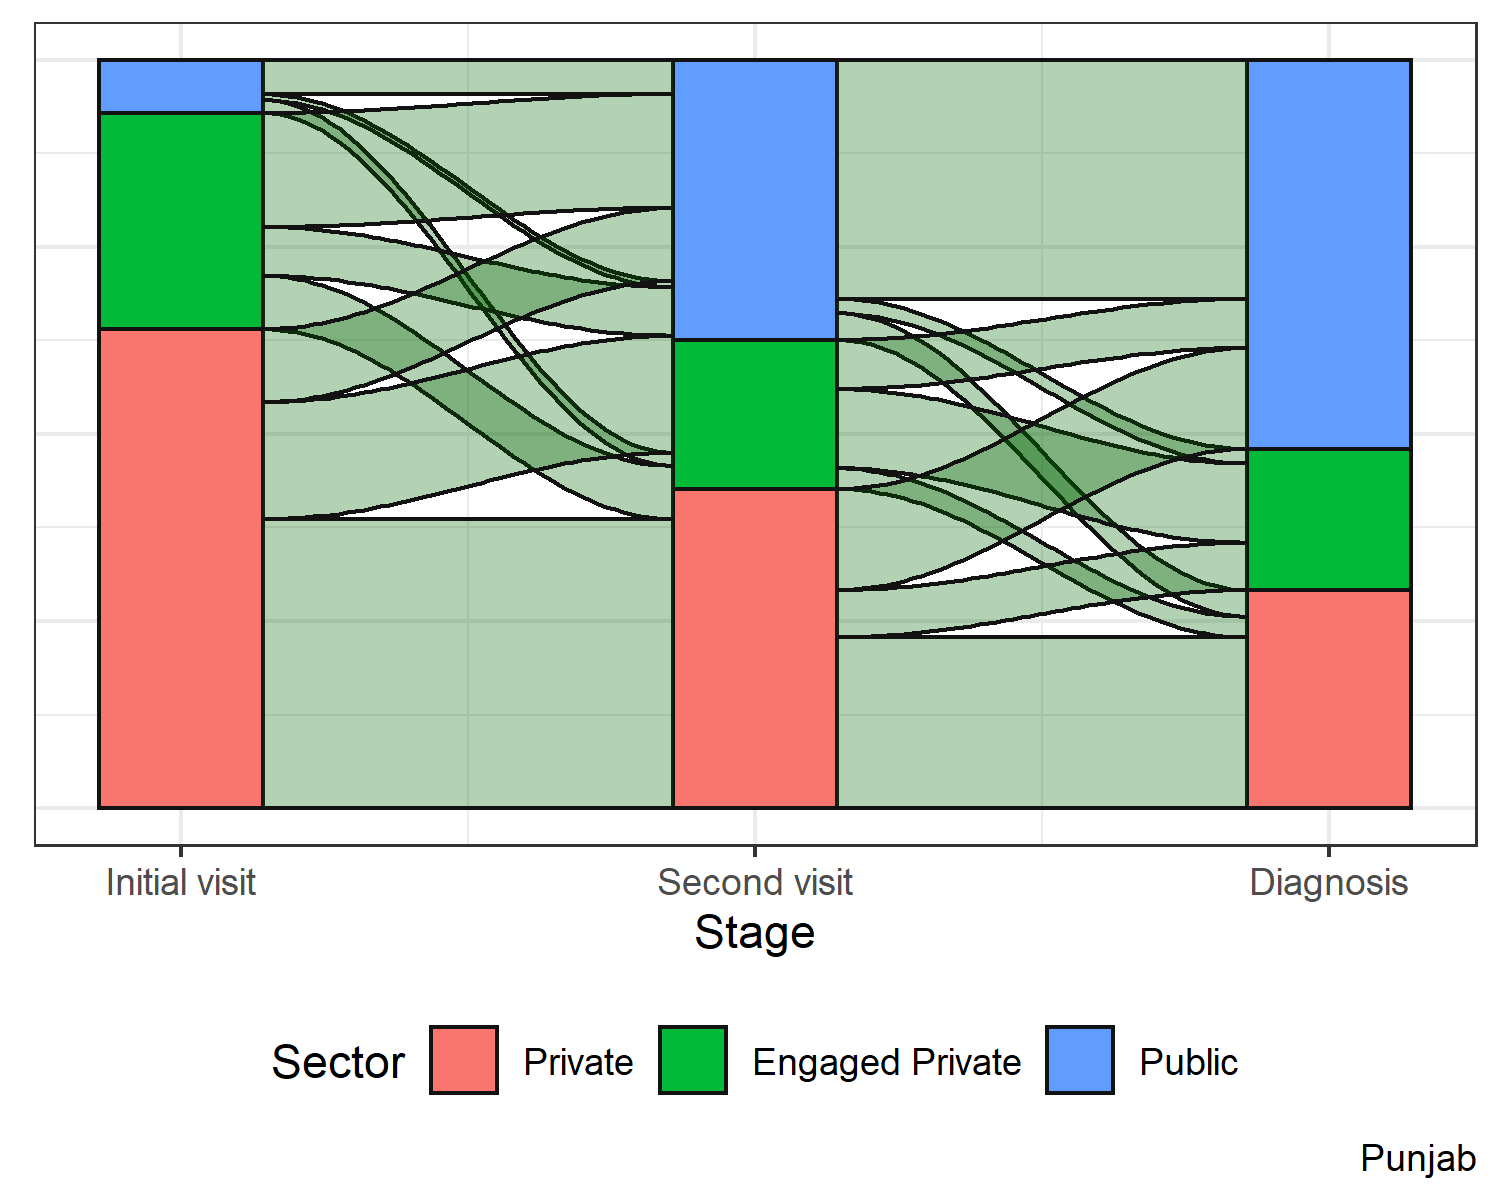 Initial visit Second visit Diagnosis
Stage
Sector Private Engaged Private Public
Punjab